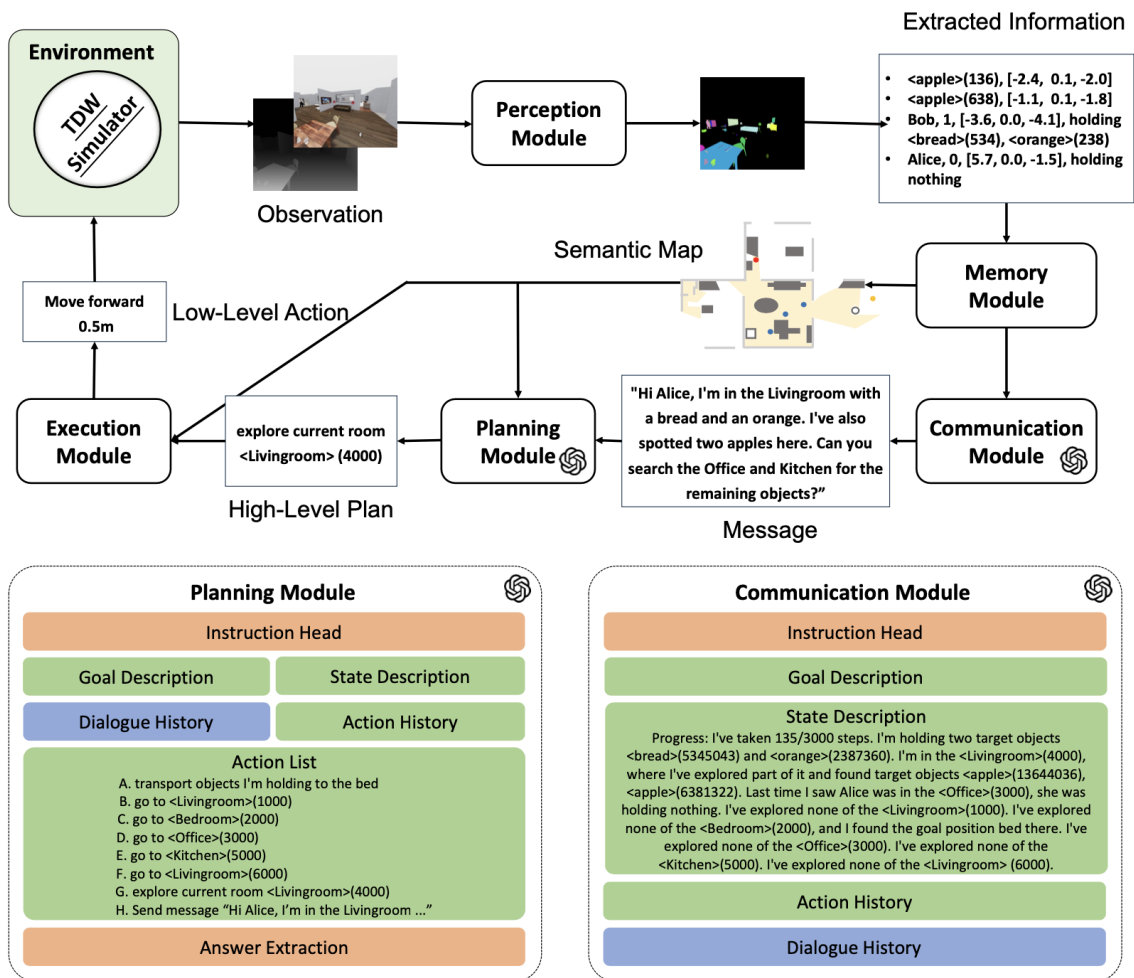 Extracted Information
Environment
TDW
Simulator
Observation
Perception
Module
• <apple>(136), [-2.4, 0.1, -2.0]
• <apple>(638), [-1.1, 0.1, -1.8]
• Bob, 1, [-3.6, 0.0, -4.1], holding
<bread>(534), <orange>(238)
• Alice, 0, [5.7, 0.0, -1.5], holding
nothing
Semantic Map
Memory
Module
Move forward
0.5m
Low-Level Action
Execution
Module
explore current room
<Livingroom> (4000)
High-Level Plan
Planning
Module
"Hi Alice, I'm in the Livingroom with
a bread and an orange. I've also
spotted two apples here. Can you
search the Office and Kitchen for the
remaining objects?”
Message
Communication
Module
Planning Module
Instruction Head
Goal Description
State Description
Dialogue History
Action History
Action List
A. transport objects I'm holding to the bed
B. go to <Livingroom>(1000)
C. go to <Bedroom>(2000)
D. go to <Office>(3000)
E. go to <Kitchen>(5000)
F. go to <Livingroom>(6000)
G. explore current room <Livingroom>(4000)
H. Send message “Hi Alice, I’m in the Livingroom ...”
Answer Extraction
Communication Module
Instruction Head
Goal Description
State Description
Progress: I've taken 135/3000 steps. I'm holding two target objects
<bread>(5345043) and <orange>(2387360). I'm in the <Livingroom>(4000),
where I've explored part of it and found target objects <apple>(13644036),
<apple>(6381322). Last time I saw Alice was in the <Office>(3000), she was
holding nothing. I've explored none of the <Livingroom>(1000). I've explored
none of the <Bedroom>(2000), and I found the goal position bed there. I've
explored none of the <Office>(3000). I've explored none of the
<Kitchen>(5000). I've explored none of the <Livingroom> (6000).
Action History
Dialogue History